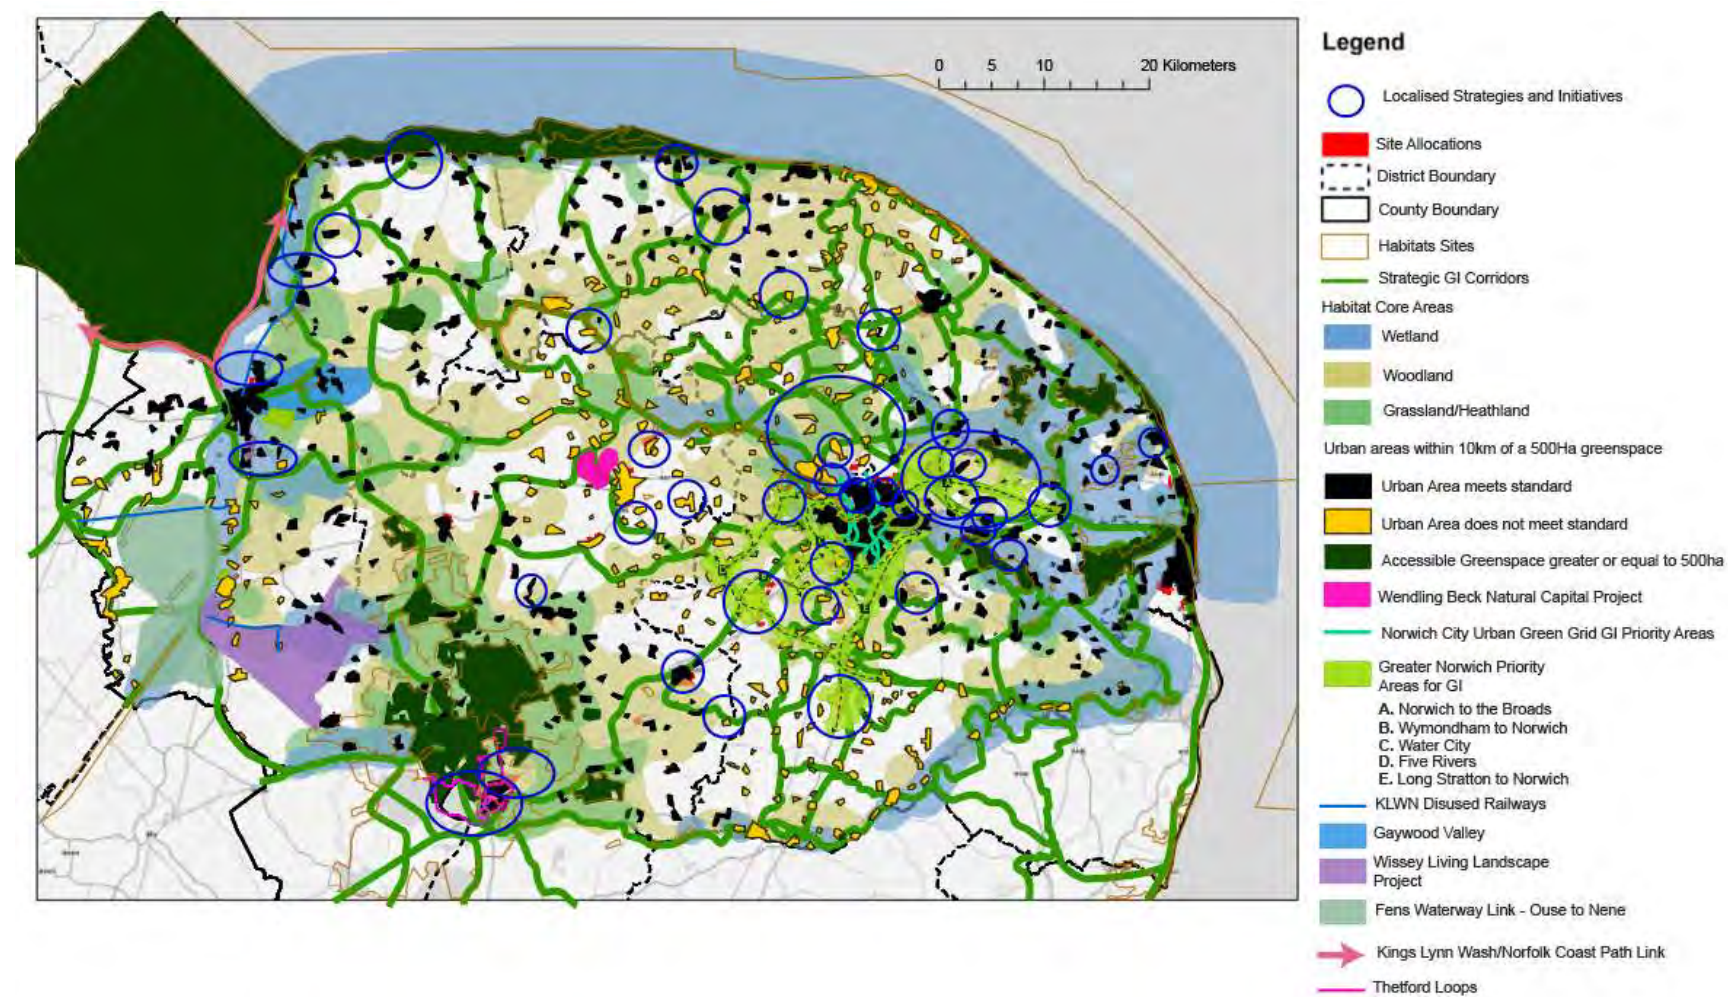 0 5 10 20 Kilometers
Legend
Localised Strategies and Initiatives
Site Allocations
District Boundary
County Boundary
Habitats Sites
Strategic GI Corridors
Habitat Core Areas
Wetland
Woodland
Grassland/Heathland
Urban areas within 10km of a 500Ha greenspace
Urban Area meets standard
Urban Area does not meet standard
Accessible Greenspace greater or equal to 500ha
Wendling Beck Natural Capital Project
Norwich City Urban Green Grid GI Priority Areas
Greater Norwich Priority
Areas for GI
A. Norwich to the Broads
B. Wymondham to Norwich
C. Water City
D. Five Rivers
E. Long Stratton to Norwich
KLWN Disused Railways
Gaywood Valley
Wissey Living Landscape
Project
Fens Waterway Link - Ouse to Nene
Kings Lynn Wash/Norfolk Coast Path Link
Thetford Loops